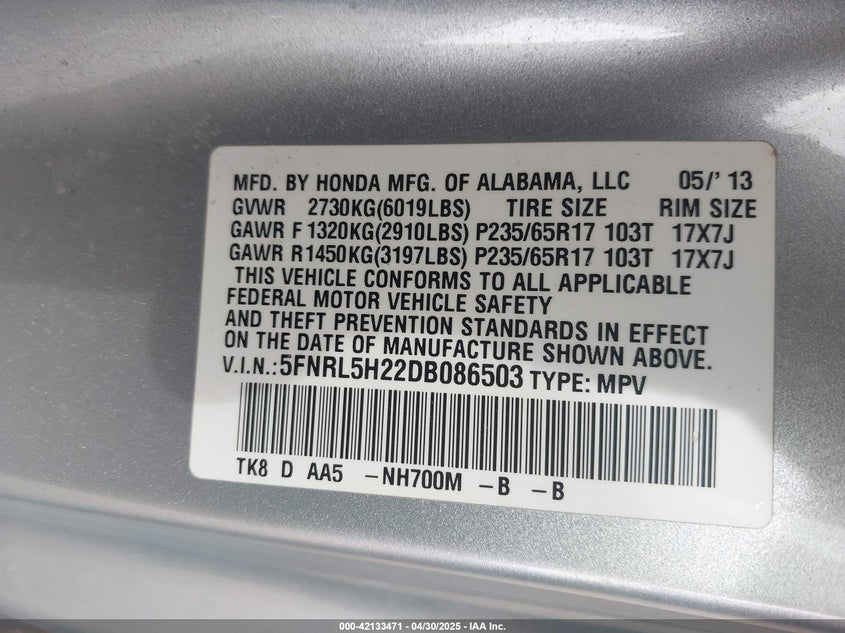 MFD. BY HONDA MFG. OF ALABAMA, LLC 05/' 13
GVWR 2730KG(6019LBS) TIRE SIZE RIM SIZE
GAWR F 1320KG(2910LBS) P235/65R17 103T 17X7J
GAWR R1450KG(3197LBS) P235/65R17 103T 17X7J
THIS VEHICLE CONFORMS TO ALL APPLICABLE
FEDERAL MOTOR VEHICLE SAFETY
AND THEFT PREVENTION STANDARDS IN EFFECT
ON THE DATE OF MANUFACTURE SHOWN ABOVE.
V.I.N.:5FNRL5H22DB086503 TYPE: MPV
TK8 D AA5 -NH700M -B -B
000-42133471 - 04/30/2025 - IAA Inc.